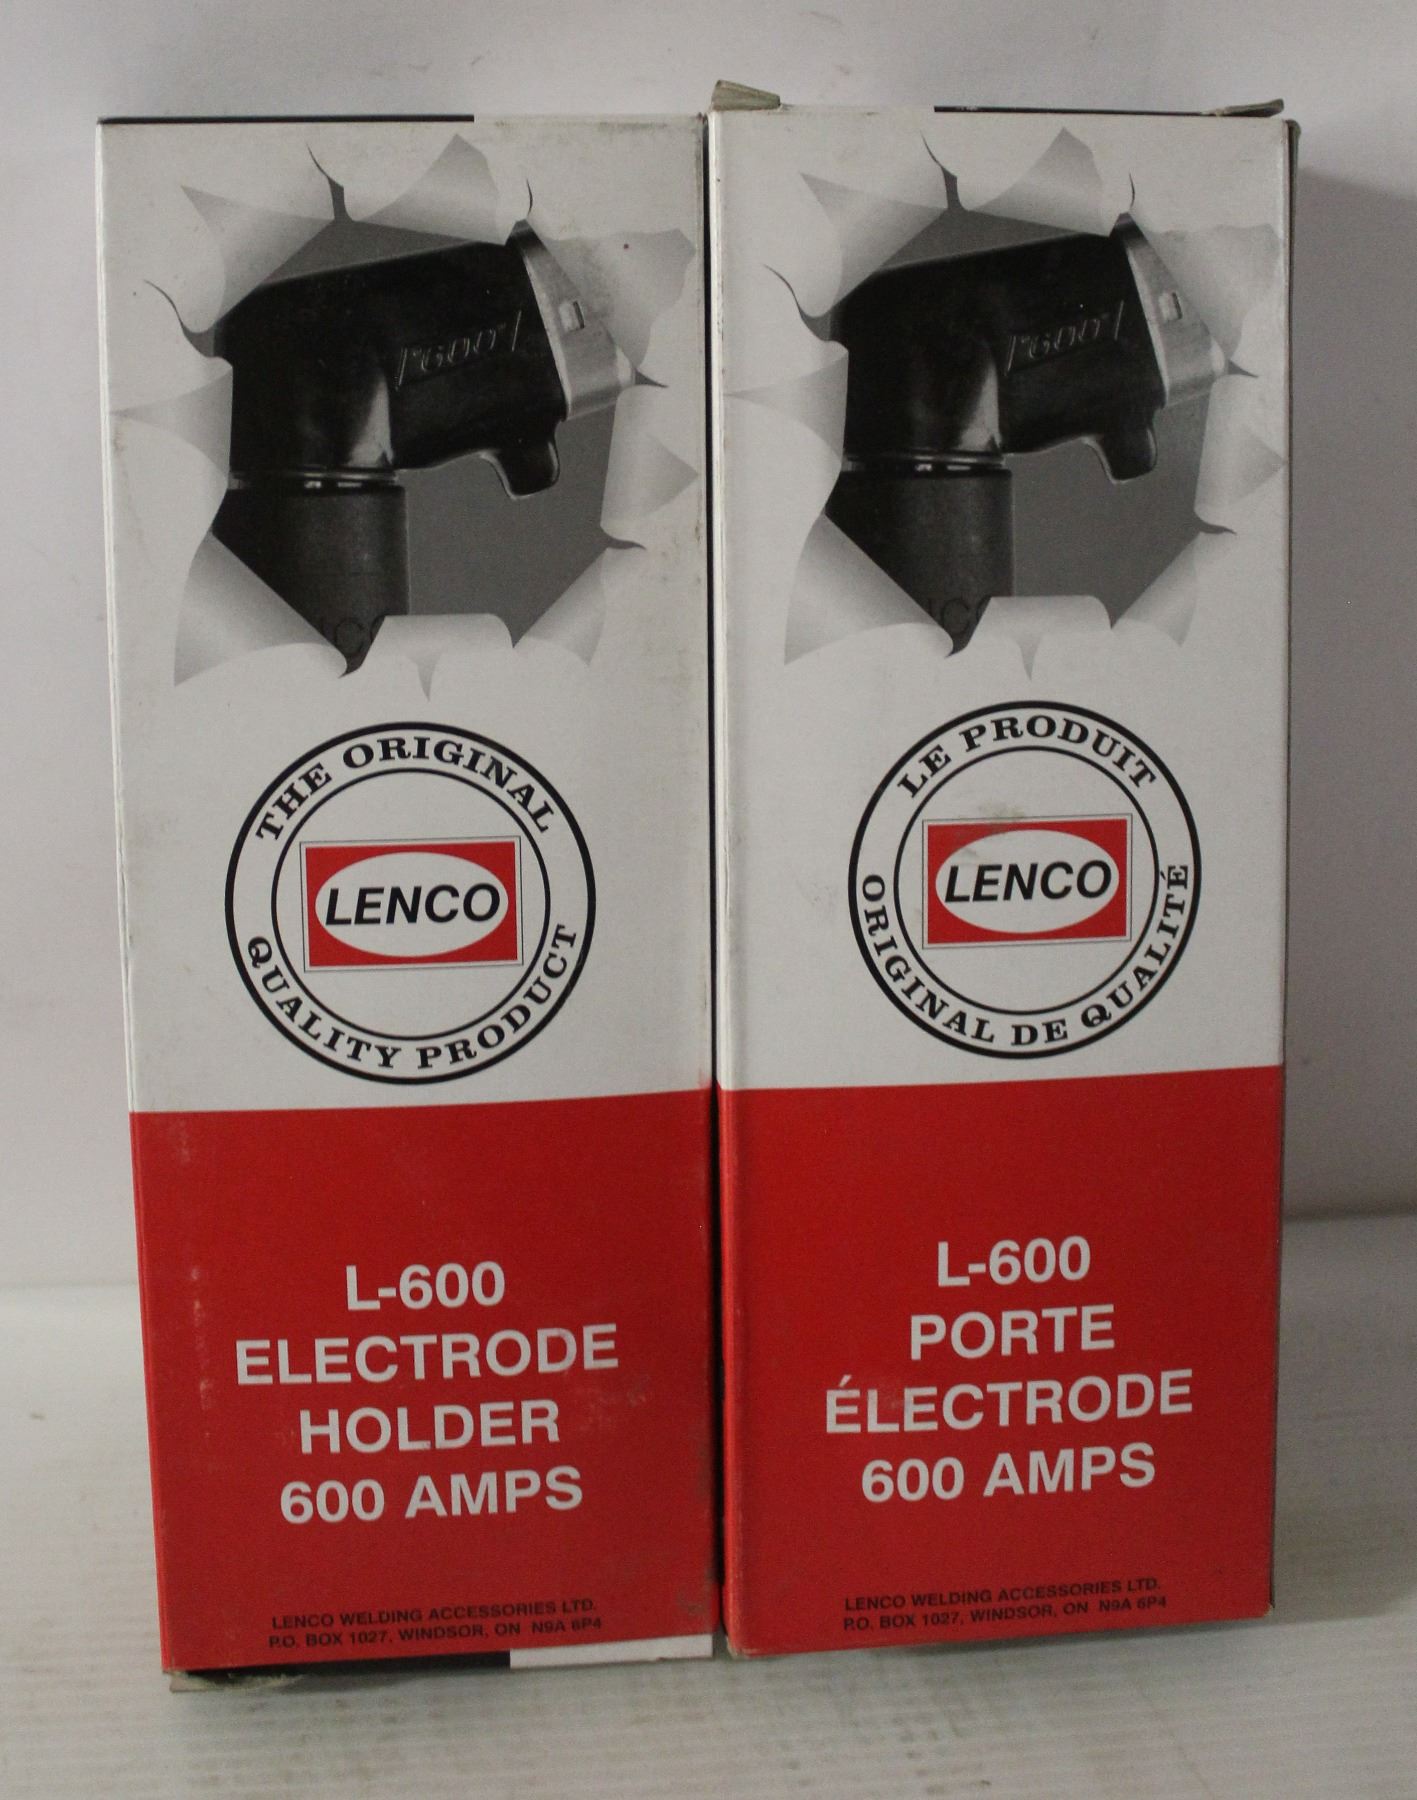 L-600
THE ORIGINAL
LENCO
QUALITY PRODUCT
L-600
ELECTRODE
HOLDER
600 AMPS
LENCO WELDING ACCESSORIES LTD.
P.O. BOX 1027, WINDSOR, ON N9A 6P4
L-600
LE PRODUIT
LENCO
ORIGINAL DE QUALITÉ
L-600
PORTE
ÉLECTRODE
600 AMPS
LENCO WELDING ACCESSORIES LTD.
P.O. BOX 1027, WINDSOR, ON N9A 6P4